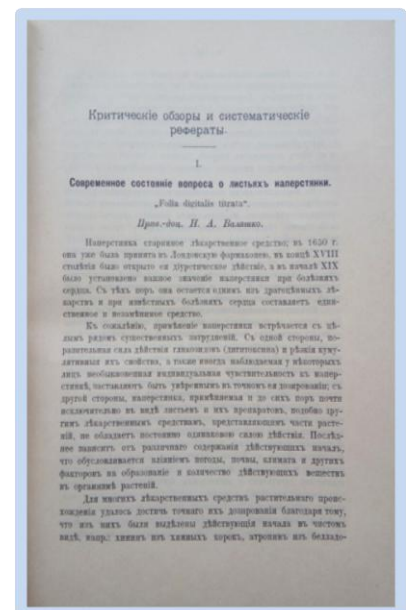 Критическіе обзоры и систематическіе
рефераты.
I.
Современное состояніе вопроса о листьяхъ наперстянки.
„Folia digitalis titrata“.
Прив.-доц. Н. А. Валяшко.
Наперстянка старинное лѣкарственное средство; въ 1650 г.
она уже была принята въ Лондонскую фармакопею, въ концѣ XVIII
столѣтія было открыто ея діуретическое дѣйствіе, а въ началѣ XIX
было установлено важное значеніе наперстянки при болѣзняхъ
сердца. Съ тѣхъ поръ она остается однимъ изъ драгоцѣнныхъ лѣ-
карствъ и при извѣстныхъ болѣзняхъ сердца составляетъ един-
ственное и незамѣнимое средство.
Къ сожалѣнію, примѣненіе наперстянки встрѣчается съ цѣ-
лымъ рядомъ существенныхъ затрудненій. Съ одной стороны, по-
разительная сила дѣйствія гликозидовъ (дигитоксина) и рѣзкія куму-
лятивныя ихъ свойства, а также иногда наблюдаемая у нѣкоторыхъ
лицъ необыкновенная индивидуальная чувствительность къ напер-
стянкѣ, заставляютъ быть увѣреннымъ въ точномъ ея дозированіи; съ
другой стороны, наперстянка, примѣняемая и до сихъ поръ почти
исключительно въ видѣ листьевъ и ихъ препаратовъ, подобно дру-
гимъ лѣкарственнымъ средствамъ, представляющимъ части расте-
ній, не обладаетъ постоянно одинаковою силою дѣйствія. Послѣд-
нее зависитъ отъ различнаго содержанія дѣйствующихъ началъ,
что обусловливается вліяніемъ погоды, почвы, климата и другихъ
факторовъ на образованіе и количество дѣйствующихъ веществъ
въ организмѣ растеній.
Для многихъ лѣкарственныхъ средствъ растительнаго проис-
хожденія удалось достичь точнаго ихъ дозированія благодаря тому,
что изъ нихъ были выдѣлены дѣйствующія начала въ чистомъ
видѣ, напр.: хининъ изъ хинныхъ корокъ, атропинъ изъ белладо-